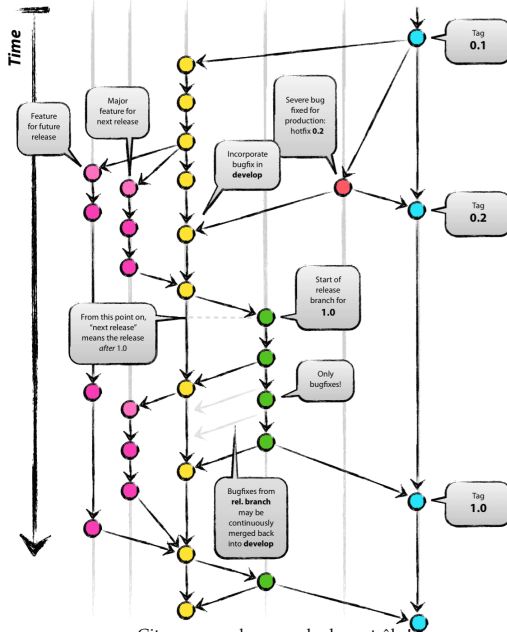 Time
Tag
0.1
Major
feature for
next release
Feature
for future
release
Severe bug
fixed for
production:
hotfix 0.2
Incorporate
bugfix in
develop
Tag
0.2
Start of
release
branch for
1.0
From this point on,
“next release”
means the release
after 1.0
Only
bugfixes!
Bugfixes from
rel. branch
may be
continuously
merged back
into develop
Tag
1.0